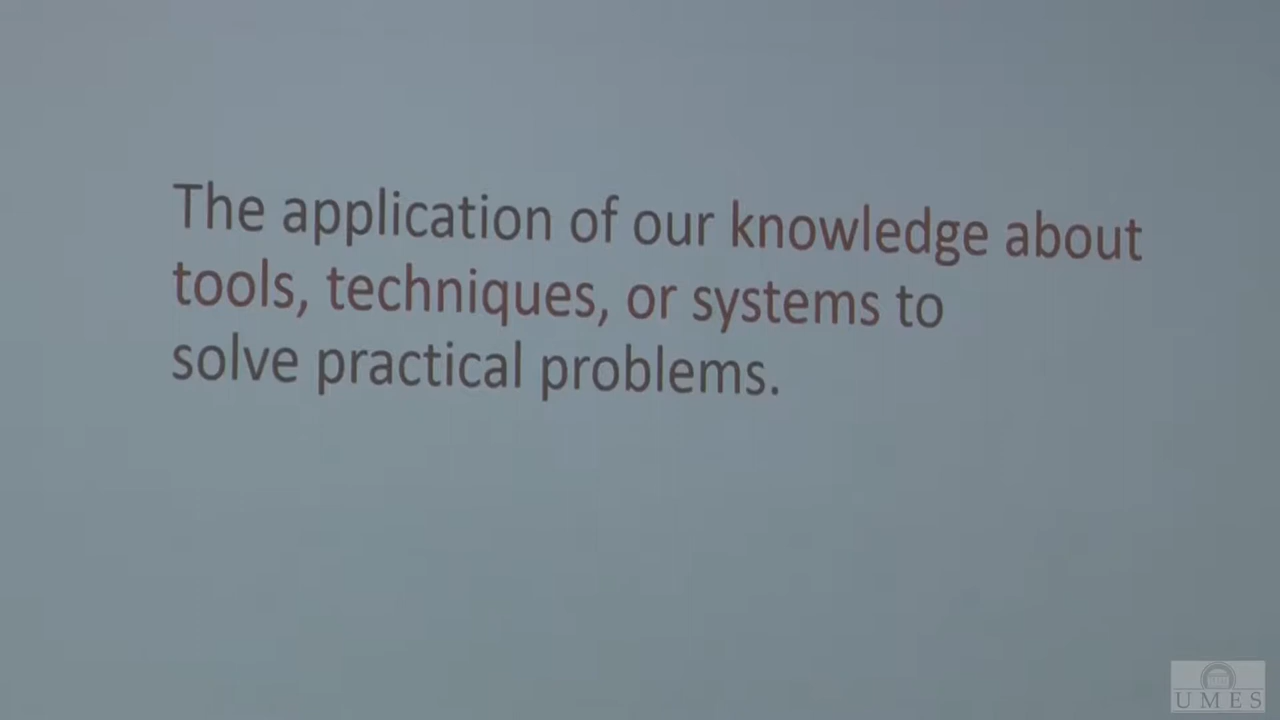 The application of our knowledge about
tools, techniques, or systems to
solve practical problems.
UMES